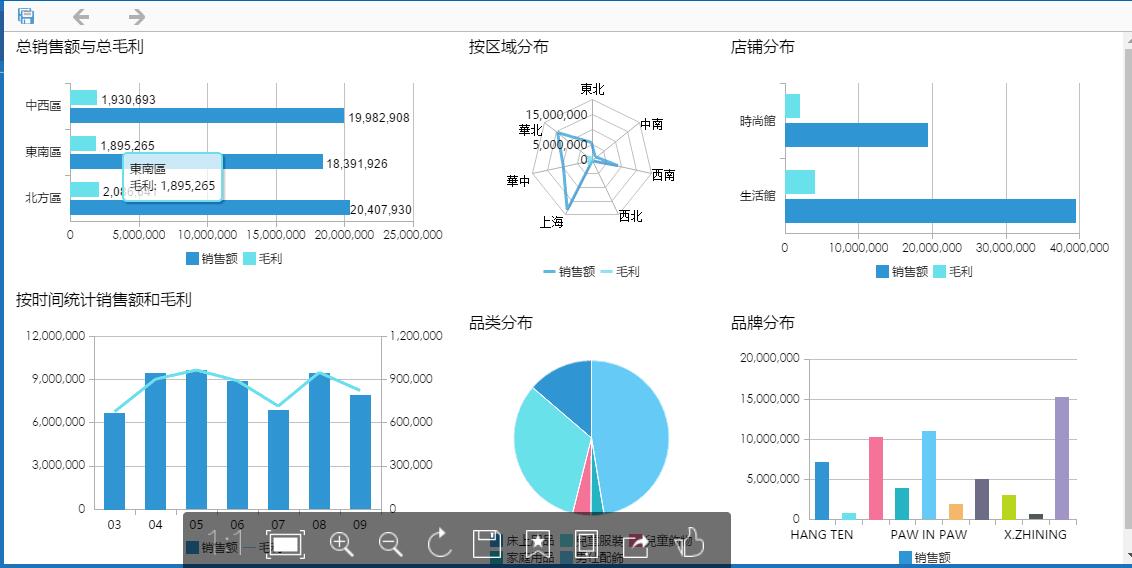 总销售额与总毛利
中西區
1,930,693
19,982,908
東南區
1,895,265
18,391,926
東南區
毛利: 1,895,265
北方區
20,407,930
0 5,000,000 10,000,000 15,000,000 20,000,000 25,000,000
销售额 毛利
按区域分布
東北
15,000,000
中南
華北
5,000,000
0
西南
華中
西北
上海
销售额 毛利
店铺分布
時尚館
生活館
0 10,000,000 20,000,000 30,000,000 40,000,000
销售额 毛利
按时间统计销售额和毛利
12,000,000 1,200,000
9,000,000 900,000
6,000,000 600,000
3,000,000 300,000
0 0
03 04 05 06 07 08 09
销售额 毛利
品类分布
床上用品 兒童服裝 兒童飾物
家庭用品 男性配飾
品牌分布
20,000,000
15,000,000
10,000,000
5,000,000
0
HANG TEN PAW IN PAW X.ZHINING
销售额
1:1